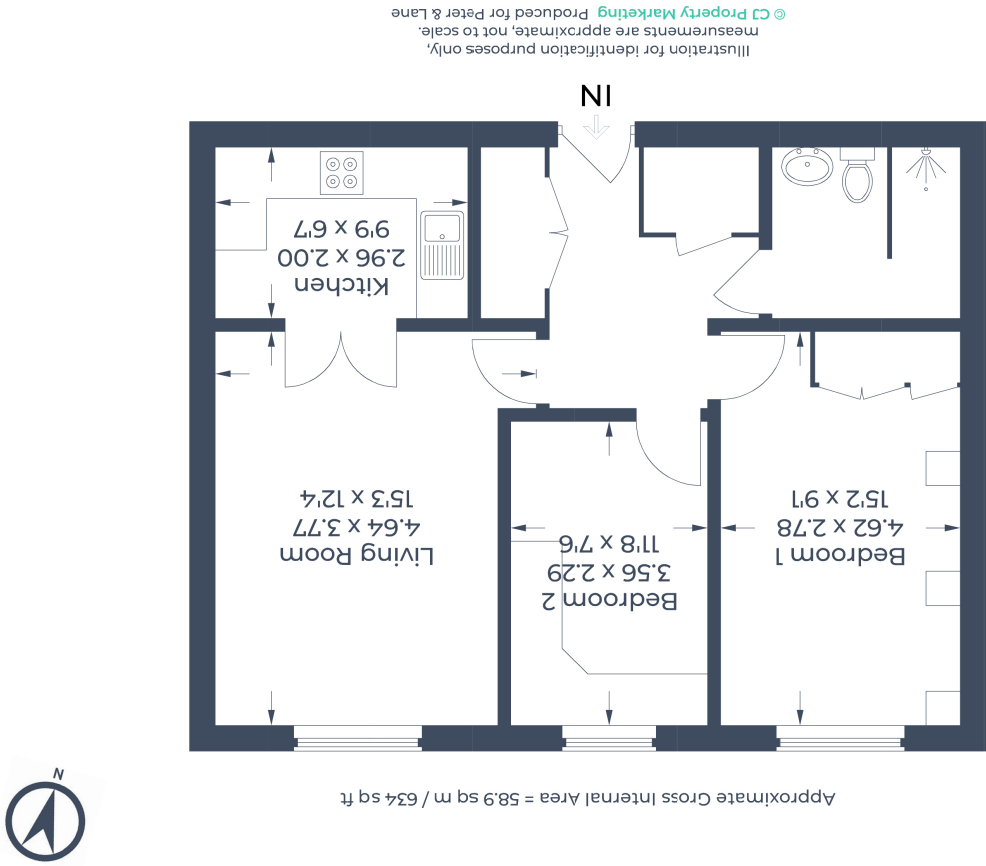 Approximate Gross Internal Area = 58.9 sq m / 634 sq ft
Bedroom 1
4.62 x 2.78
15'2 x 9'1
Bedroom 2
3.56 x 2.29
11'8 x 7'6
Living Room
4.64 x 3.77
15'3 x 12'4
Kitchen
2.96 x 2.00
9'9 x 6'7
IN
Illustration for identification purposes only,
measurements are approximate, not to scale.
© CJ Property Marketing Produced for Peter & Lane
N